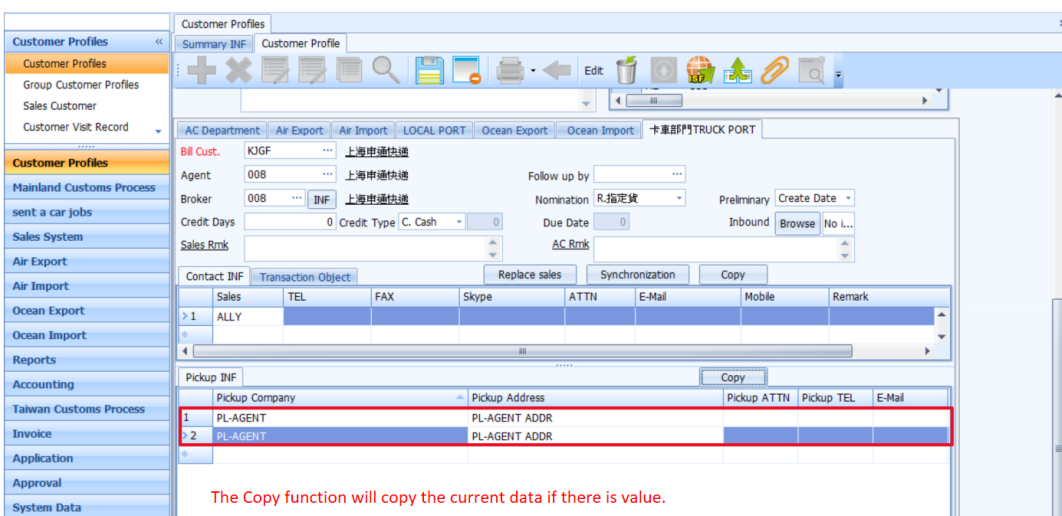 Customer Profiles
Customer Profiles «
Summary INF Customer Profile
Customer Profiles
Group Customer Profiles
Sales Customer
Customer Visit Record
Edit ISF
AC Department Air Export Air Import LOCAL PORT Ocean Export Ocean Import 卡車部門TRUCK PORT
Customer Profiles
Mainland Customs Process
sent a car jobs
Sales System
Air Export
Air Import
Ocean Export
Ocean Import
Reports
Accounting
Taiwan Customs Process
Invoice
Application
Approval
System Data
Bill Cust. KJGF ... 上海申通快递
Agent 008 ... 上海申通快递 Follow up by ...
Broker 008 ... INF 上海申通快递 Nomination R.指定貨 Preliminary Create Date
Credit Days 0 Credit Type C. Cash 0 Due Date 0 Inbound Browse No i...
Sales Rmk AC Rmk
Contact INF Transaction Object Replace sales Synchronization Copy
Sales TEL FAX Skype ATTN E-Mail Mobile Remark
1 ALLY
Pickup INF Copy
Pickup Company Pickup Address Pickup ATTN Pickup TEL E-Mail
1 PL-AGENT PL-AGENT ADDR
2 PL-AGENT PL-AGENT ADDR
The Copy function will copy the current data if there is value.